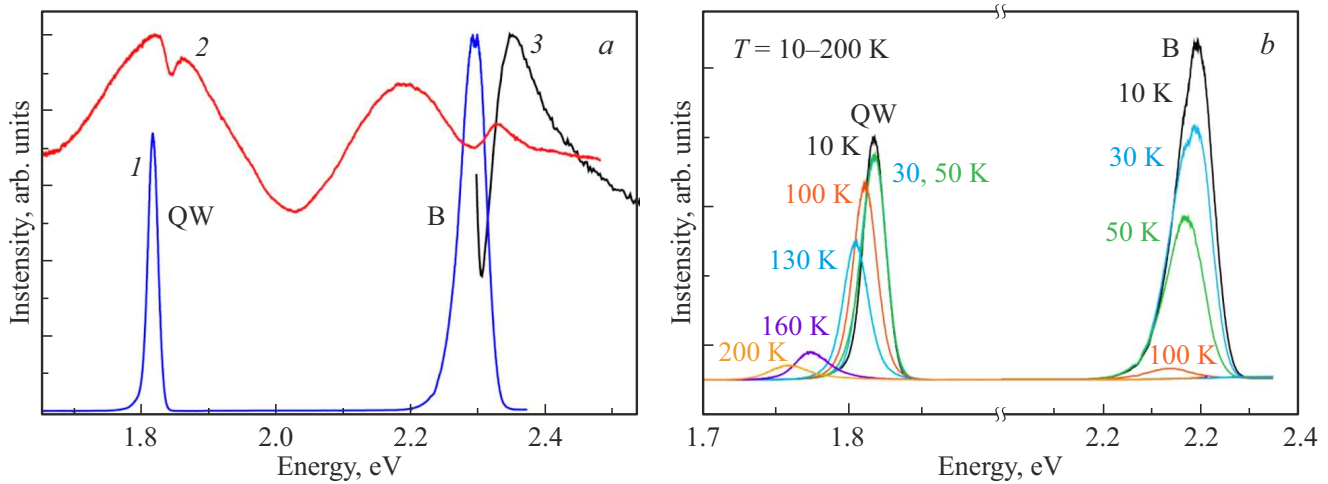 a
2
3
1
QW
B
Instensity, arb. units
1.8
2.0
2.2
2.4
Energy, eV
b
T = 10–200 K
B
QW
10 K
10 K
30, 50 K
30 K
100 K
50 K
130 K
160 K
200 K
100 K
Instensity, arb. units
1.7
1.8
2.2
2.2
2.4
Energy, eV